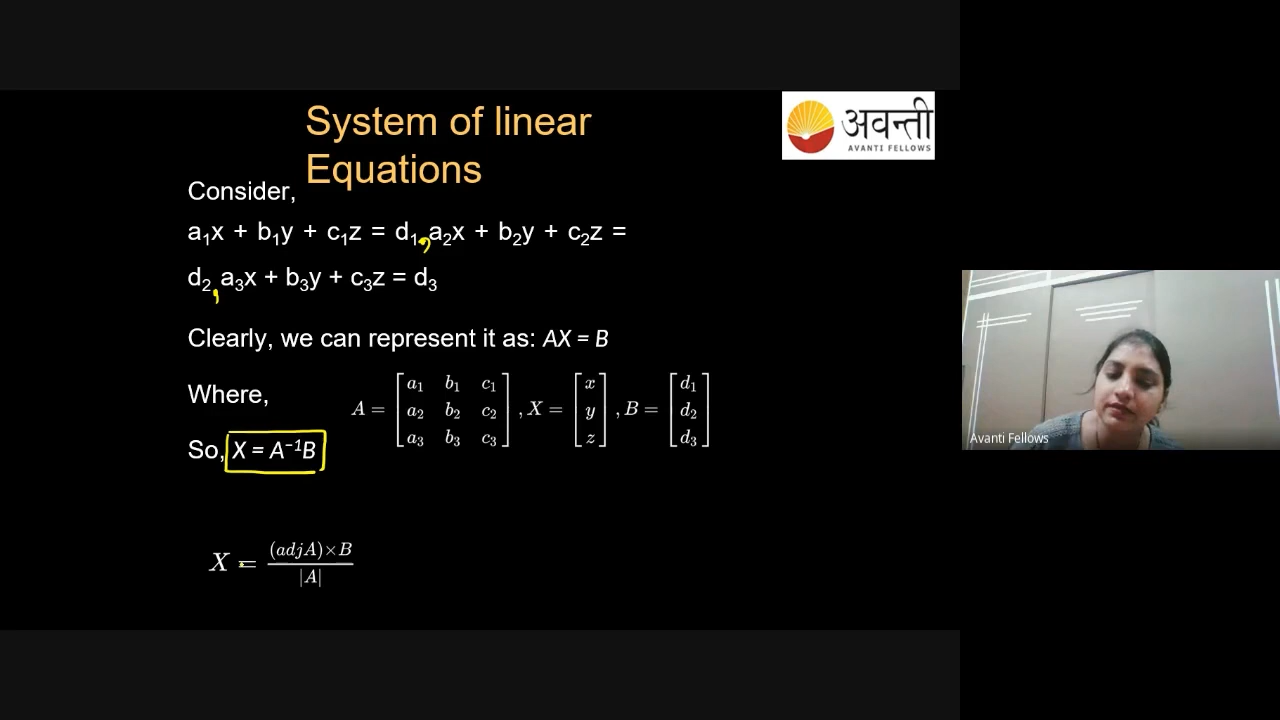 System of linear
Equations
अवन्ती
AVANTI FELLOWS
Consider,
a₁x + b₁y + c₁z = d₁,a₂x + b₂y + c₂z =
d₂,a₃x + b₃y + c₃z = d₃
Clearly, we can represent it as: AX = B
Where,
A = [a₁ b₁ c₁
a₂ b₂ c₂
a₃ b₃ c₃], X = [x
y
z], B = [d₁
d₂
d₃]
So, X = A⁻¹B
X = (adjA)×B
|A|
Avanti Fellows